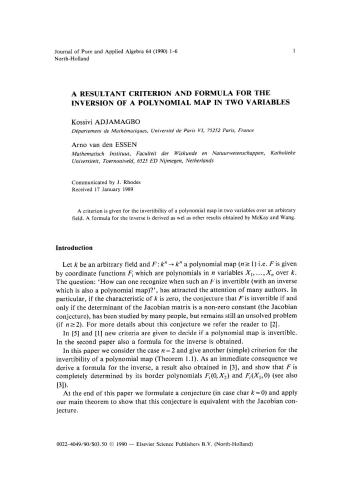 Journal of Pure and Applied Algebra 64 (1990) 1-6
1
North-Holland
A RESULTANT CRITERION AND FORMULA FOR THE
INVERSION OF A POLYNOMIAL MAP IN TWO VARIABLES
Kossivi ADJAMAGBO
Département de Mathématiques, Université de Paris VI, 75252 Paris, France
Arno van den ESSEN
Mathematisch Instituut, Faculteit der Wiskunde en Natuurwetenschappen, Katholieke
Universiteit, Toernooiveld, 6525 ED Nijmegen, Netherlands
Communicated by J. Rhodes
Received 17 January 1989
A criterion is given for the invertibility of a polynomial map in two variables over an arbitrary
field. A formula for the inverse is derived as well as other results obtained by McKay and Wang.
Introduction
Let k be an arbitrary field and F: kⁿ → kⁿ a polynomial map (n ≥ 1) i.e. F is given
by coordinate functions Fᵢ which are polynomials in n variables X₁, ..., Xₙ over k.
The question: 'How can one recognize when such an F is invertible (with an inverse
which is also a polynomial map)?', has attracted the attention of many authors. In
particular, if the characteristic of k is zero, the conjecture that F is invertible if and
only if the determinant of the Jacobian matrix is a non-zero constant (the Jacobian
conjecture), has been studied by many people, but remains still an unsolved problem
(if n ≥ 2). For more details about this conjecture we refer the reader to [2].
In [5] and [1] new criteria are given to decide if a polynomial map is invertible.
In the second paper also a formula for the inverse is obtained.
In this paper we consider the case n = 2 and give another (simple) criterion for the
invertibility of a polynomial map (Theorem 1.1). As an immediate consequence we
derive a formula for the inverse, a result also obtained in [3], and show that F is
completely determined by its border polynomials Fᵢ(0, X₂) and Fᵢ(X₁, 0) (see also
[3]).
At the end of this paper we formulate a conjecture (in case char k = 0) and apply
our main theorem to show that this conjecture is equivalent with the Jacobian con-
jecture.
0022-4049/90/$03.50 © 1990 — Elsevier Science Publishers B.V. (North-Holland)